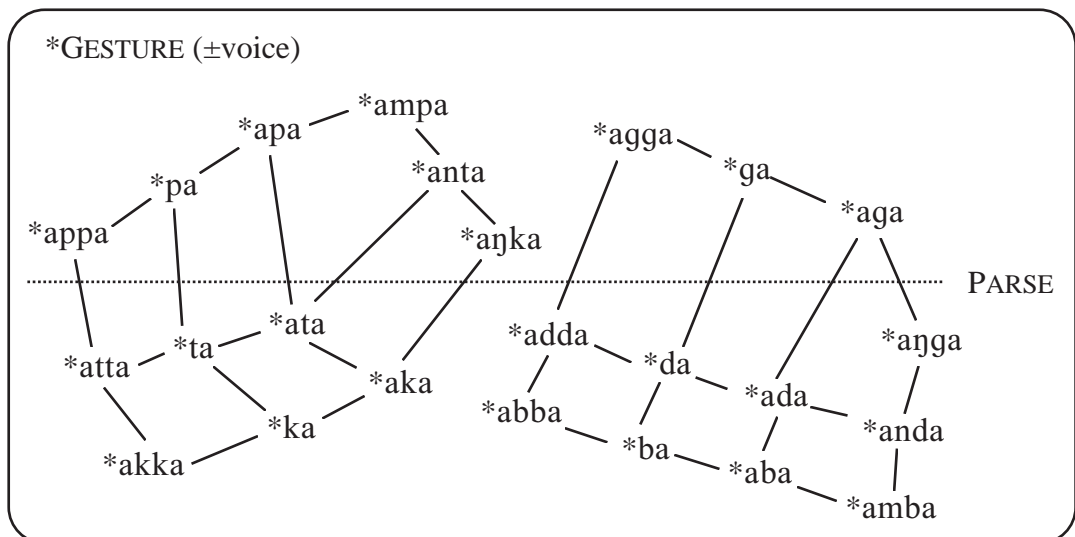 *GESTURE (±voice)
*ampa
*apa
*agga
*anta
*ga
*pa
*aga
*appa
*aŋka
PARSE
*ata
*adda
*aŋga
*ta
*da
*atta
*aka
*ada
*abba
*ka
*anda
*ba
*akka
*aba
*amba